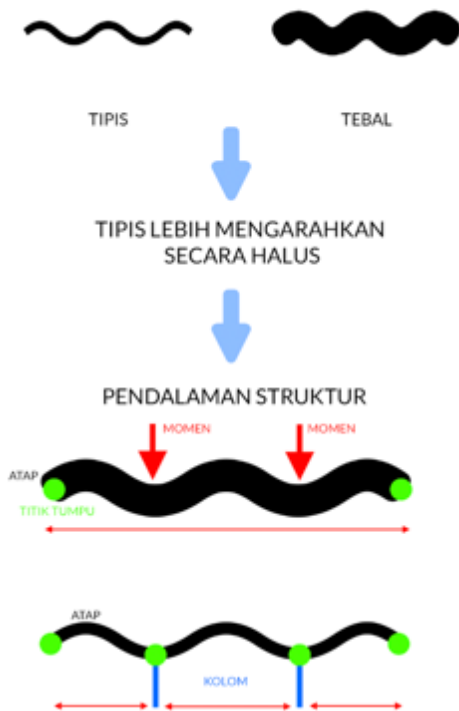 TIPIS
TEBAL
TIPIS LEBIH MENGARAHKAN
SECARA HALUS
PENDALAMAN STRUKTUR
MOMEN
MOMEN
ATAP
TITIK TUMPU
ATAP
KOLOM